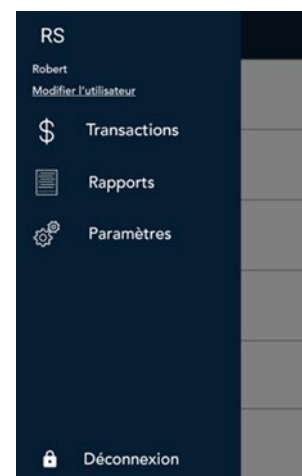 RS
Robert
Modifier l'utilisateur
$ Transactions
Rapports
Paramètres
Déconnexion